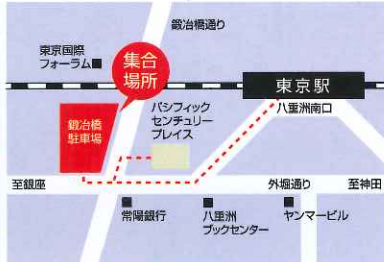 鍛冶橋通り
東京国際
フォーラム
集合
場所
東京駅
八重洲南口
鍛冶橋
駐車場
パシフィック
センチュリー
プレイス
至銀座
外堀通り
至神田
常陽銀行
八重洲
ブックセンター
ヤンマービル